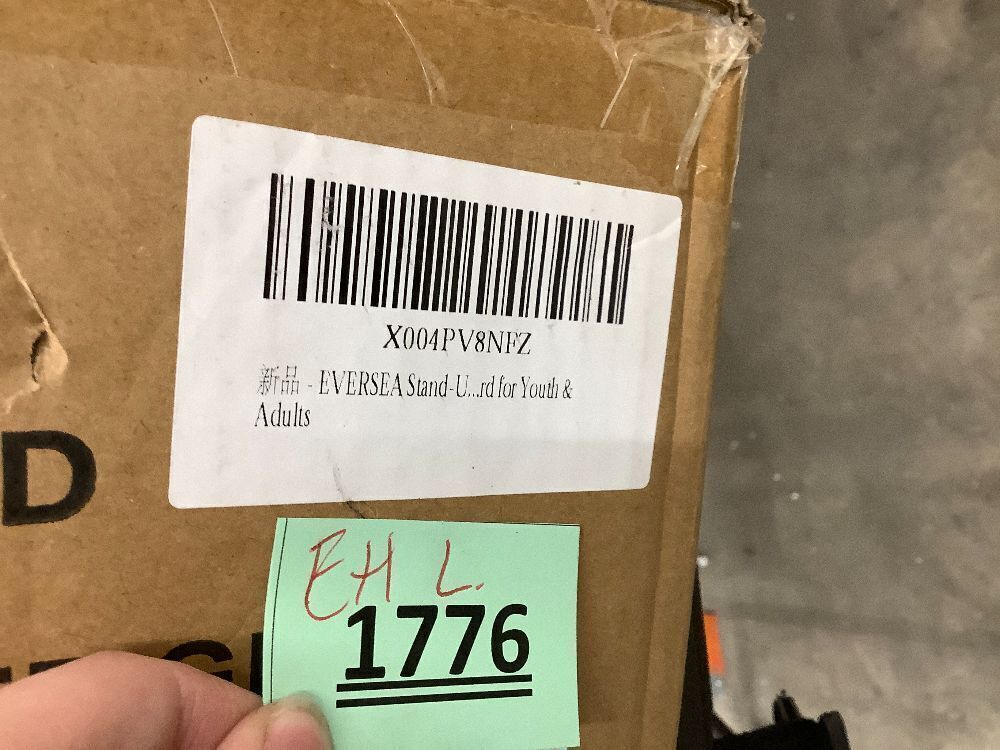 X004PV8NFZ
新品 - EVERSEA Stand-U...rd for Youth &
Adults
D
EH L.
1776